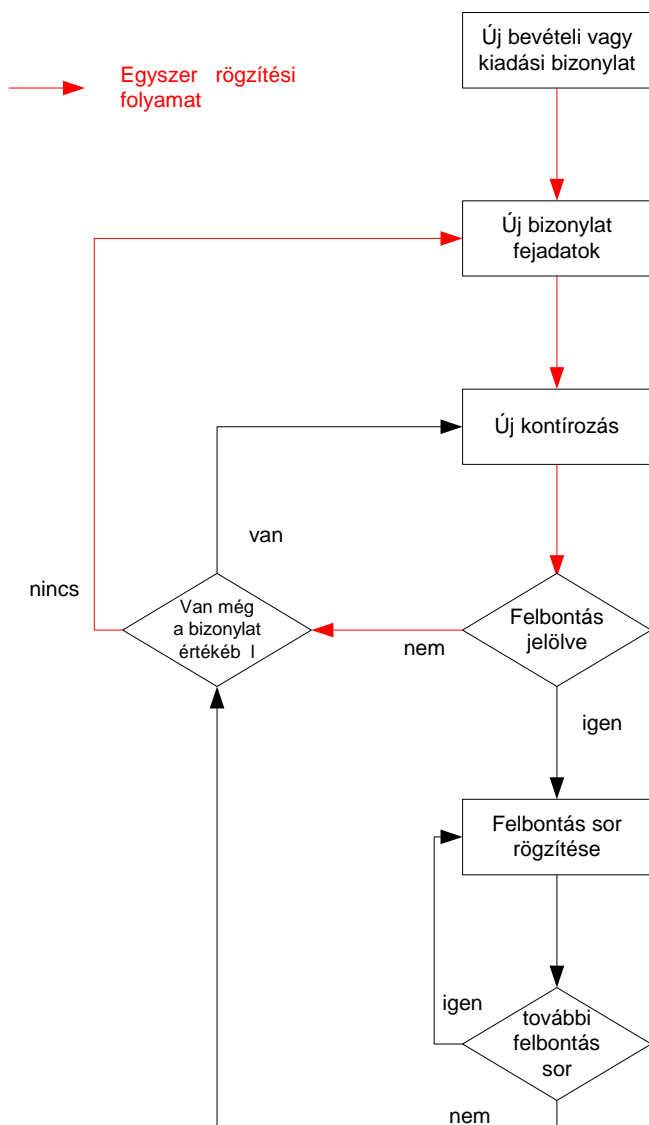 Új bevételi vagy
kiadási bizonylat
Egyszer rögzítési
folyamat
Új bizonylat
fejadatok
Új kontírozás
van
nincs
Van még
a bizonylat
értékéb l
nem
Felbontás
jelölve
igen
Felbontás sor
rögzítése
igen
további
felbontás
sor
nem